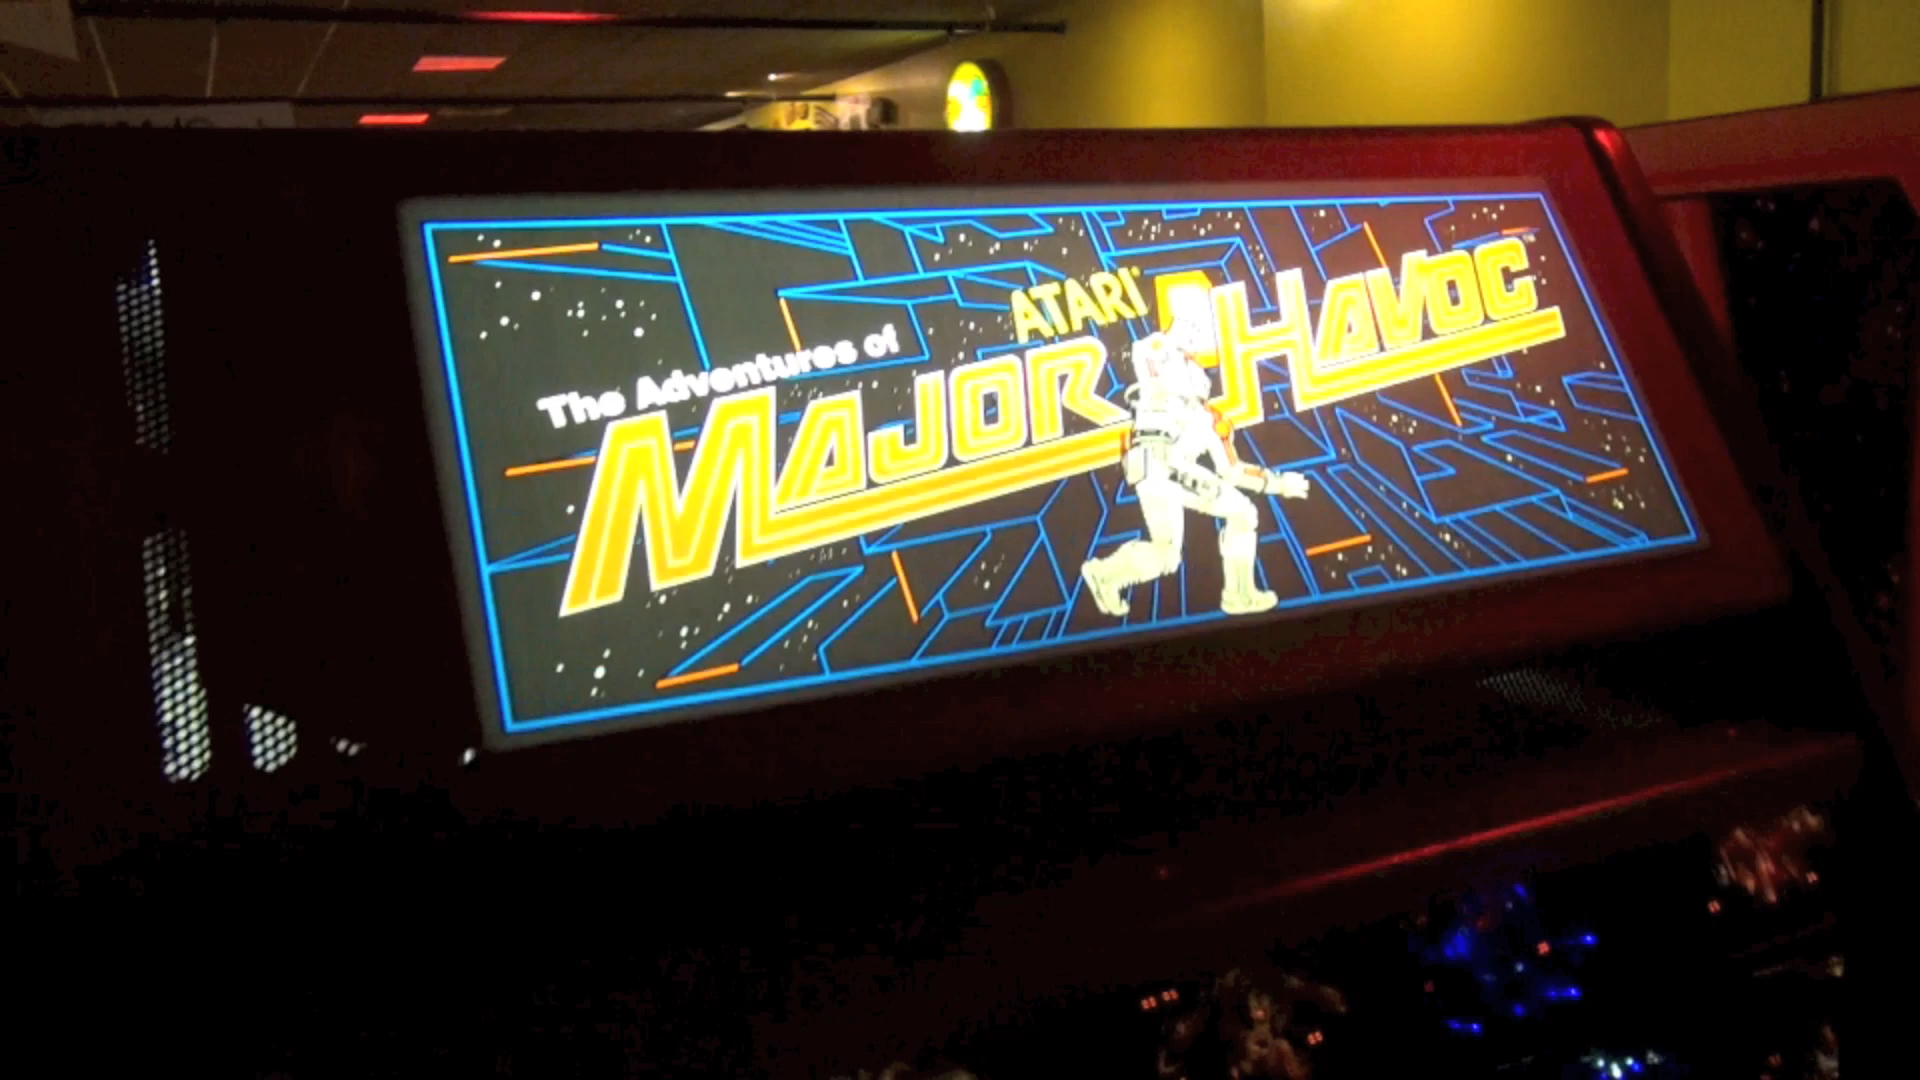 The Adventures of
ATARI
MAJOR HAVOC